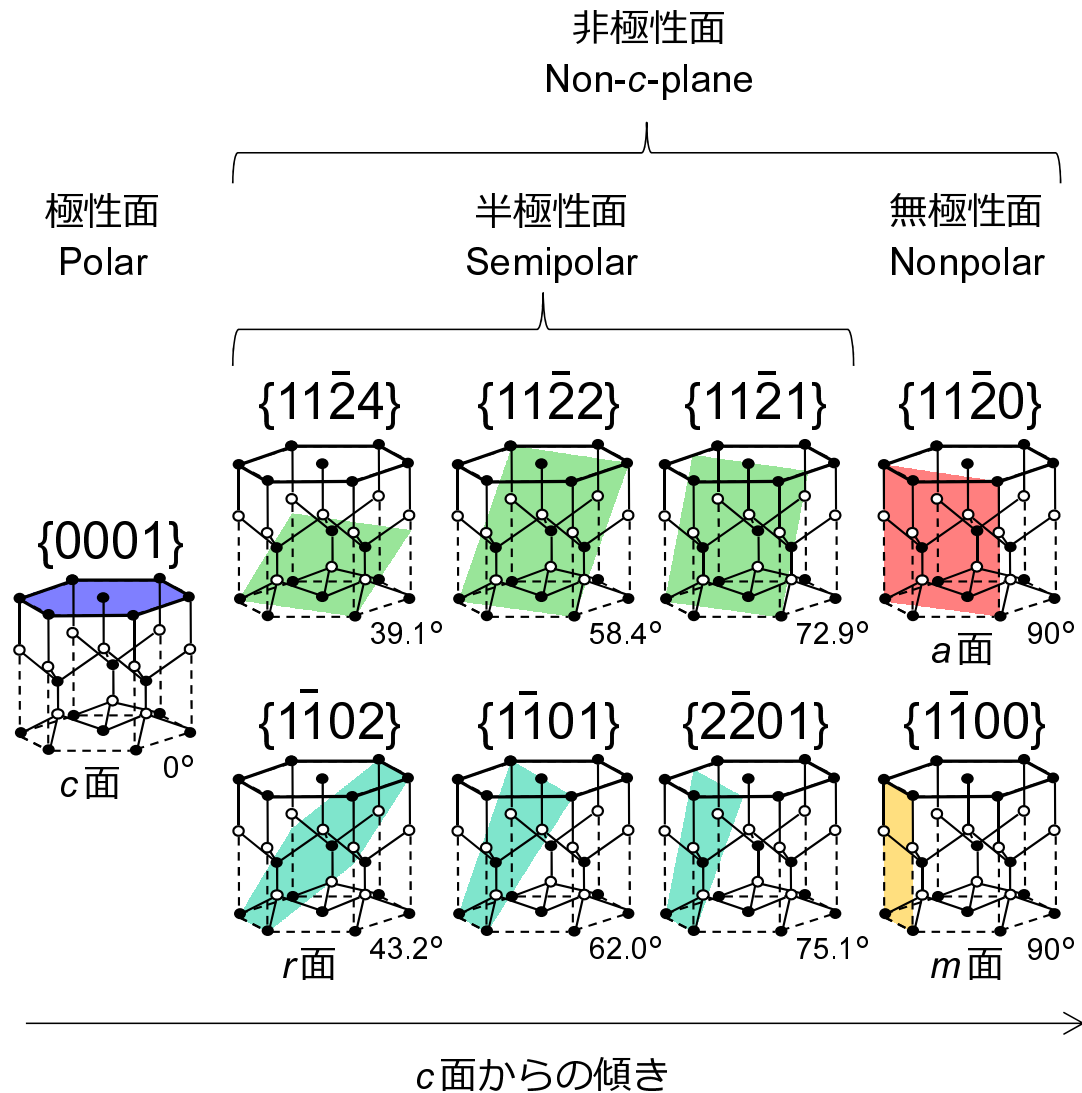 非極性面
Non-c-plane
極性面
Polar
半極性面
Semipolar
無極性面
Nonpolar
{0001}
c面
0°
{112̅4}
39.1°
{112̅2}
58.4°
{112̅1}
72.9°
{112̅0}
a面
90°
{11̅02}
r面
43.2°
{11̅01}
62.0°
{22̅01}
75.1°
{11̅00}
m面
90°
c面からの傾き